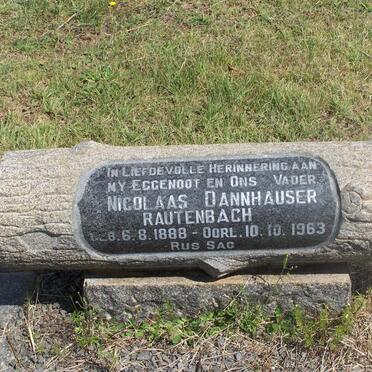 IN LIEFDEVOLLE HERINNERING AAN
MY EGGENOOT EN ONS VADER
NICOLAAS DANNHAUSER
RAUTENBACH
6.8.1888 - OORL. 10.10.1963
RUS SAG